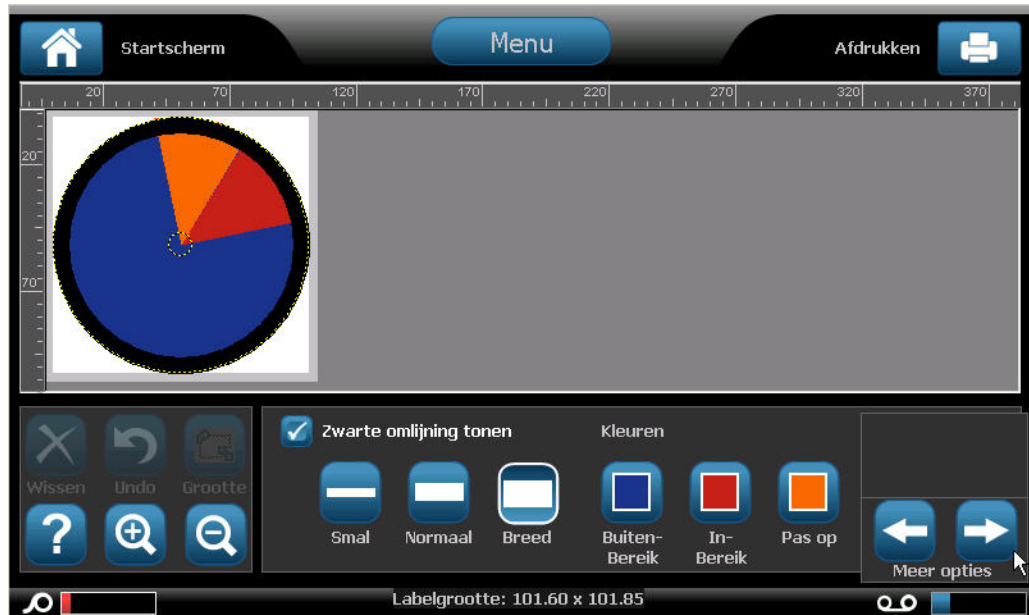 Startscherm
Menu
Afdrukken
20 70 120 170 220 270 320 370
20
70
Zwarte omlijning tonen
Kleuren
Wissen
Undo
Grootte
?
Smal
Normaal
Breed
Buiten-
Bereik
In-
Bereik
Pas op
Meer opties
Labelgrootte: 101.60 x 101.85